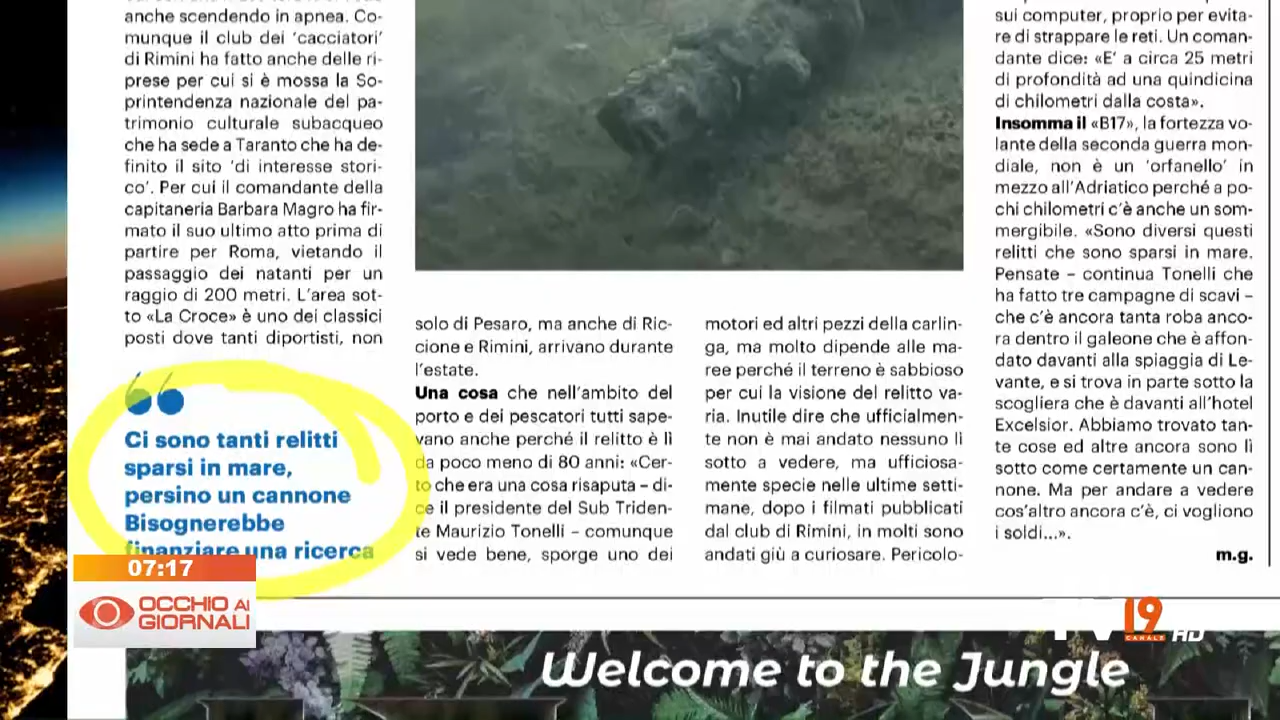 anche scendendo in apnea. Co-
munque il club dei ‘cacciatori’
di Rimini ha fatto anche delle ri-
prese per cui si è mossa la So-
printendenza nazionale del pa-
trimonio culturale subacqueo
che ha sede a Taranto che ha de-
finito il sito ‘di interesse stori-
co’. Per cui il comandante della
capitaneria Barbara Magro ha fir-
mato il suo ultimo atto prima di
partire per Roma, vietando il
passaggio dei natanti per un
raggio di 200 metri. L’area sot-
to «La Croce» è uno dei classici
posti dove tanti diportisti, non
“
Ci sono tanti relitti
sparsi in mare,
persino un cannone
Bisognerebbe
finanziare una ricerca
solo di Pesaro, ma anche di Ric-
cione e Rimini, arrivano durante
l’estate.
Una cosa che nell’ambito del
porto e dei pescatori tutti sape-
vano anche perché il relitto è lì
da poco meno di 80 anni: «Cer-
to che era una cosa risaputa – di-
ce il presidente del Sub Triden-
te Maurizio Tonelli – comunque
si vede bene, sporge uno dei
motori ed altri pezzi della carlin-
ga, ma molto dipende alle ma-
ree perché il terreno è sabbioso
per cui la visione del relitto va-
ria. Inutile dire che ufficialmen-
te non è mai andato nessuno lì
sotto a vedere, ma ufficiosa-
mente specie nelle ultime setti-
mane, dopo i filmati pubblicati
dal club di Rimini, in molti sono
andati giù a curiosare. Pericolo-
sui computer, proprio per evita-
re di strappare le reti. Un coman-
dante dice: «E’ a circa 25 metri
di profondità ad una quindicina
di chilometri dalla costa».
Insomma il «B17», la fortezza vo-
lante della seconda guerra mon-
diale, non è un ‘orfanello’ in
mezzo all’Adriatico perché a po-
chi chilometri c’è anche un som-
mergibile. «Sono diversi questi
relitti che sono sparsi in mare.
Pensate – continua Tonelli che
ha fatto tre campagne di scavi –
che c’è ancora tanta roba anco-
ra dentro il galeone che è affon-
dato davanti alla spiaggia di Le-
vante, e si trova in parte sotto la
scogliera che è davanti all’hotel
Excelsior. Abbiamo trovato tan-
te cose ed altre ancora sono lì
sotto come certamente un can-
none. Ma per andare a vedere
cos’altro ancora c’è, ci vogliono
i soldi...».
m.g.
07:17
OCCHIO AI
GIORNALI
19
CANALE HD
Welcome to the Jungle